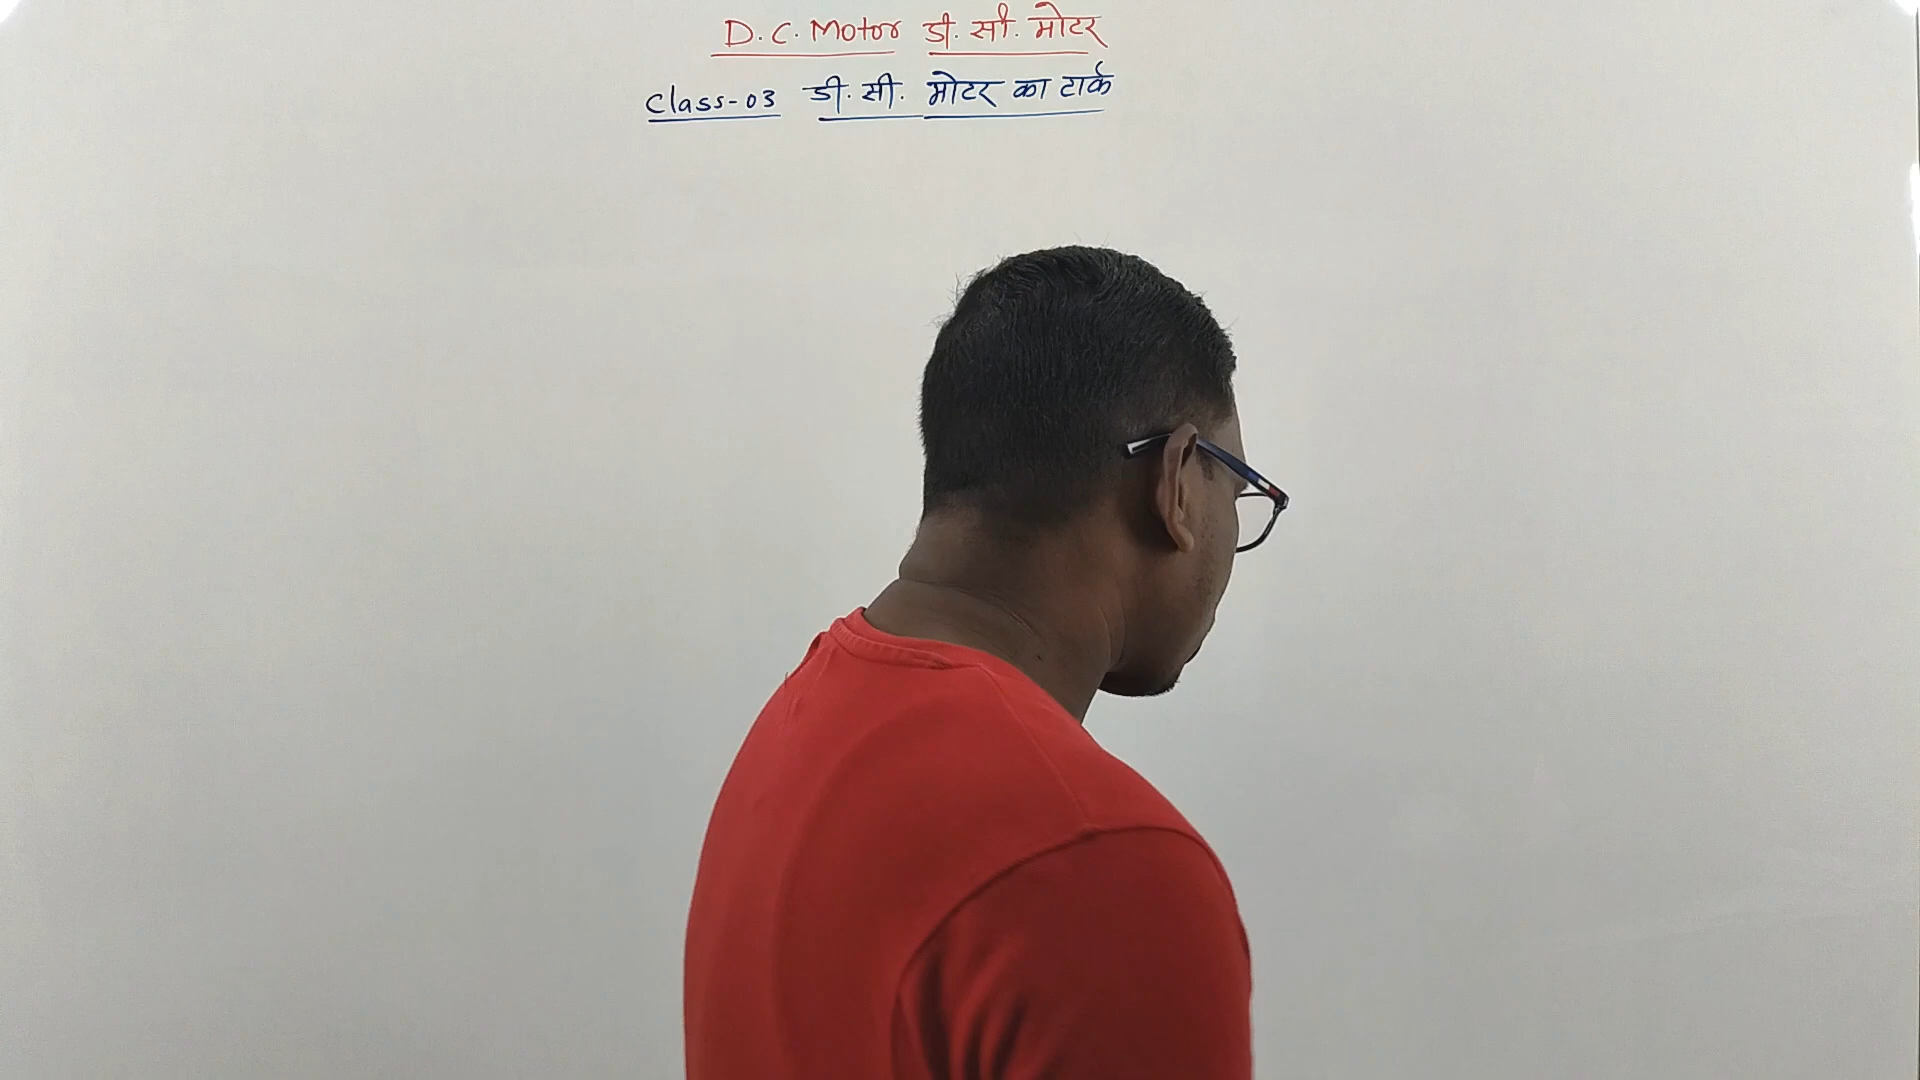 D.C. Motor डी. सी. मोटर
Class-03 डी. सी. मोटर का टार्क